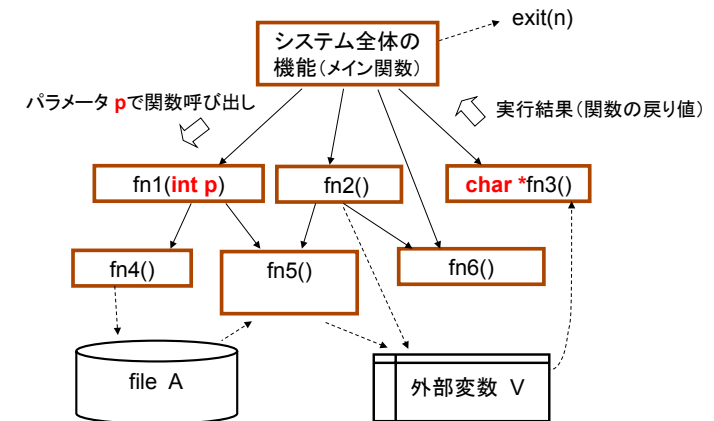 exit(n)
システム全体の
機能(メイン関数)
パラメータ pで関数呼び出し
実行結果(関数の戻り値)
fn1(int p)
fn2()
char *fn3()
fn4()
fn5()
fn6()
file A
外部変数 V